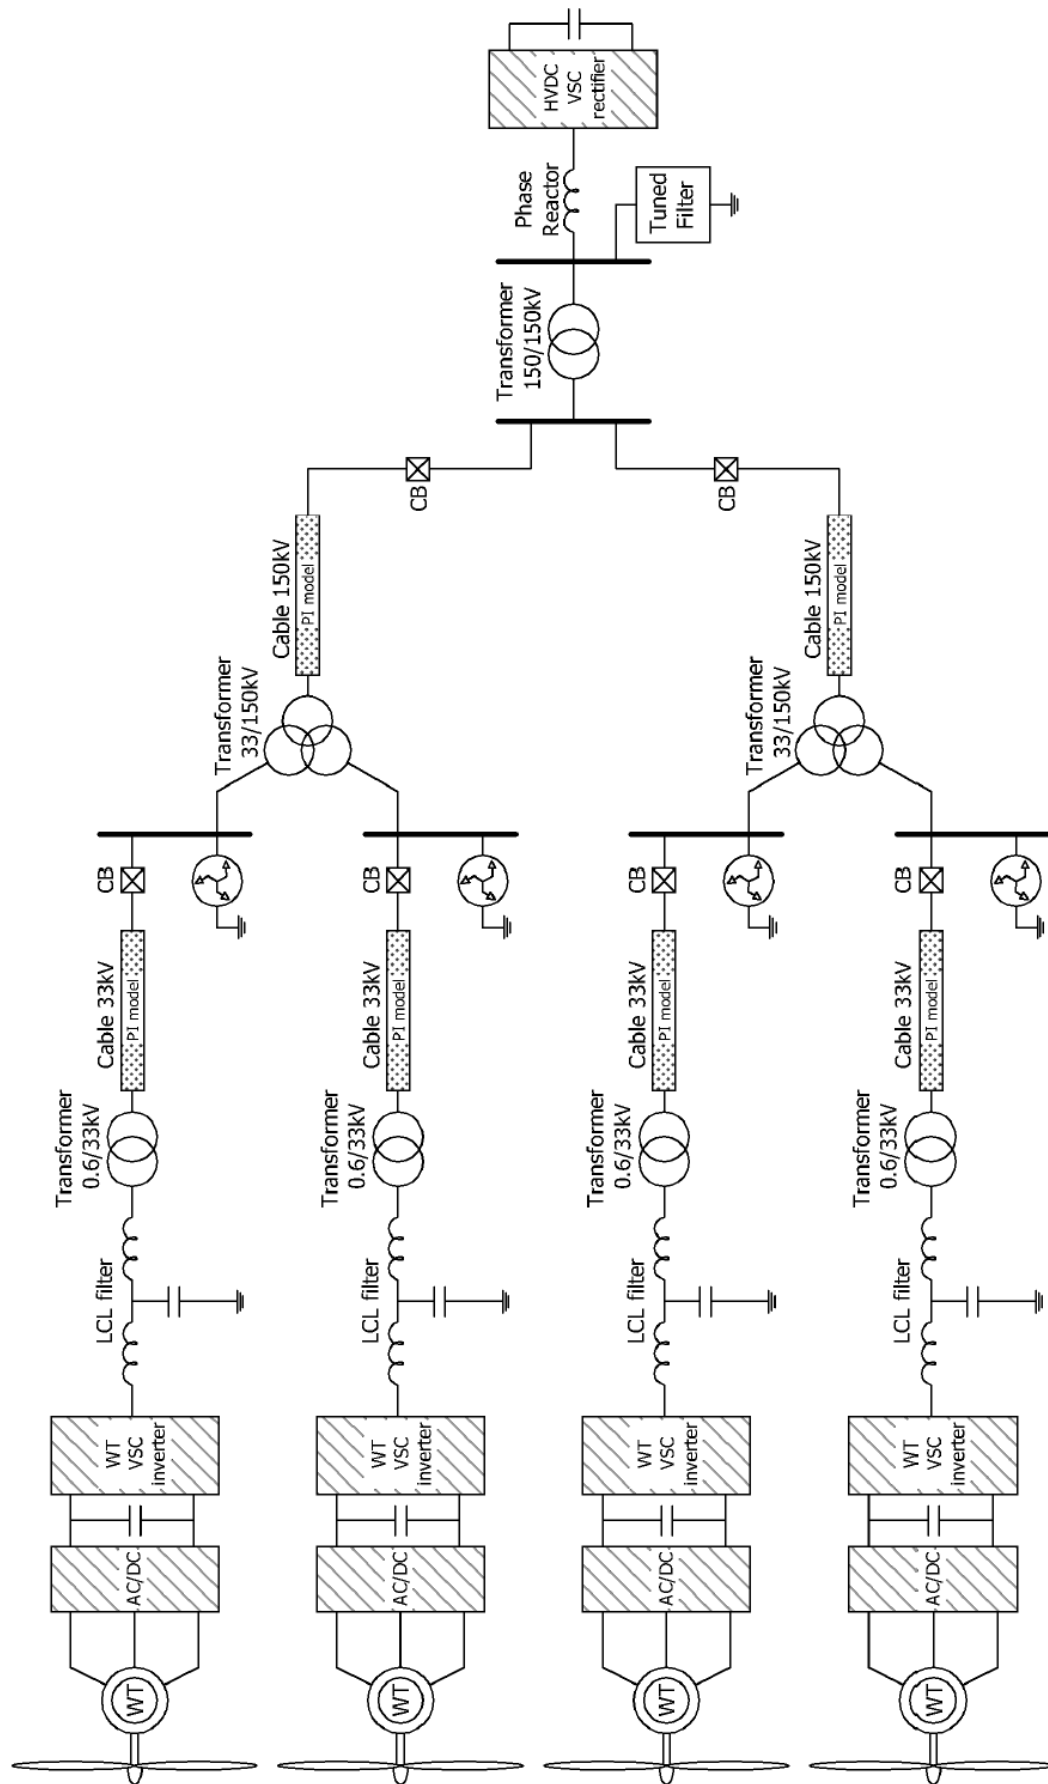 HVDC
VSC
rectifier
Phase
Reactor
Tuned
Filter
Transformer
150/150kV
CB
CB
Cable 150kV
PI model
Cable 150kV
PI model
Transformer
33/150kV
Transformer
33/150kV
CB
CB
CB
CB
Cable 33kV
PI model
Cable 33kV
PI model
Cable 33kV
PI model
Cable 33kV
PI model
Transformer
0.6/33kV
Transformer
0.6/33kV
Transformer
0.6/33kV
Transformer
0.6/33kV
LCL filter
LCL filter
LCL filter
LCL filter
WT
VSC
inverter
WT
VSC
inverter
WT
VSC
inverter
WT
VSC
inverter
AC/DC
AC/DC
AC/DC
AC/DC
WT
WT
WT
WT